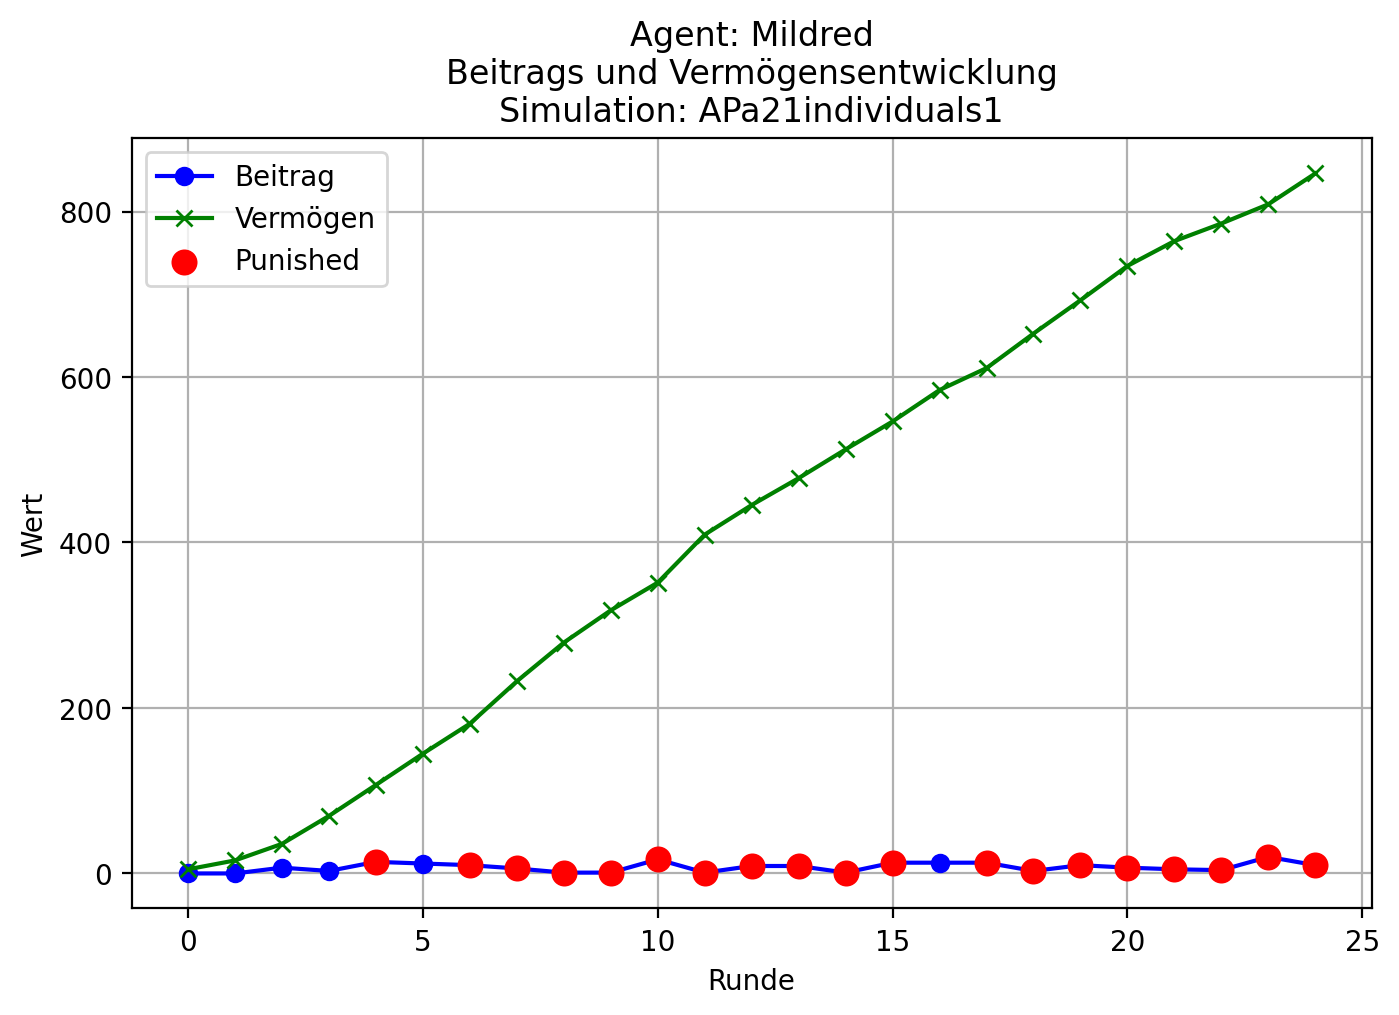 Agent: Mildred
Beitrags und Vermögensentwicklung
Simulation: APa21individuals1
Beitrag
Vermögen
Punished
800
600
400
200
0
Wert
0 5 10 15 20 25
Runde